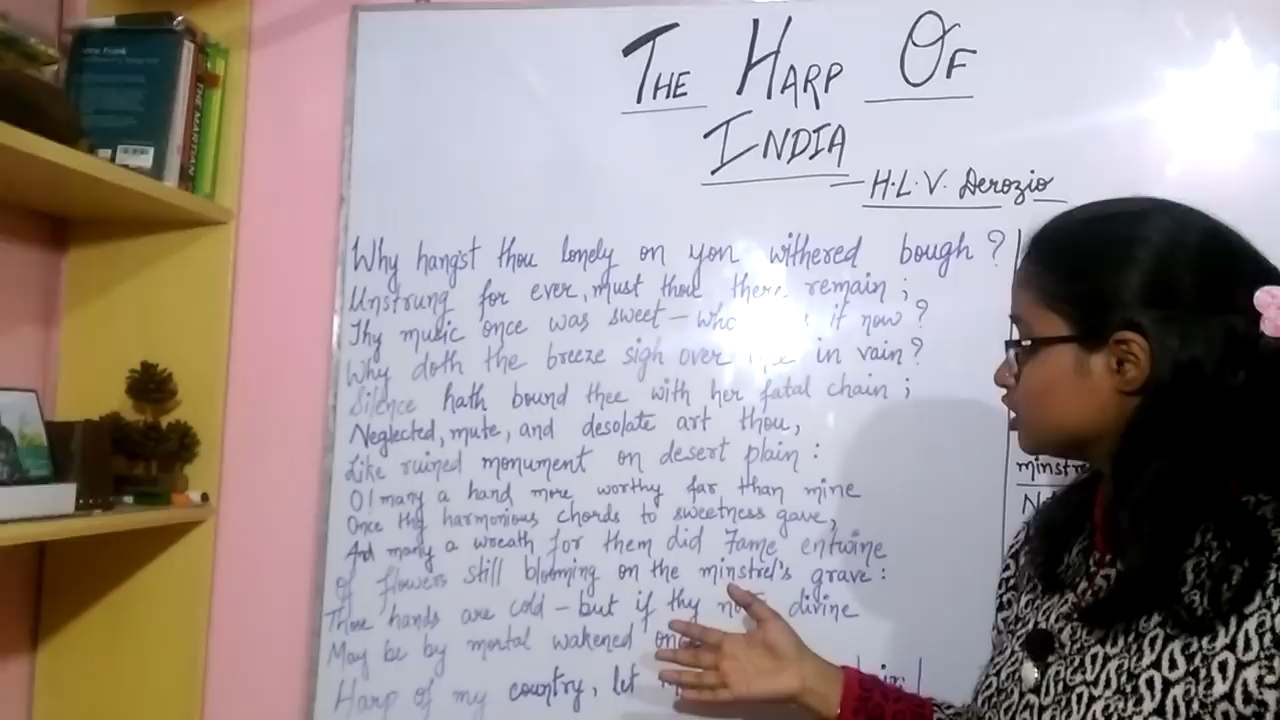 THE HARP OF
INDIA
— H.L.V. Derozio
Why hang'st thou lonely on yon withered bough?
Unstrung for ever, must thou there remain;
Thy music once was sweet — who it now?
Why doth the breeze sigh over in vain?
Silence hath bound thee with her fatal chain;
Neglected, mute, and desolate art thou,
Like ruined monument on desert plain:
O! many a hand more worthy far than mine
Once thy harmonious chords to sweetness gave,
And many a wreath for them did Fame entwine
Of flowers still blooming on the minstrel's grave:
Those hands are cold — but if thy divine
May be by mortal wakened
Harp of my country, let
THE MARTIAN